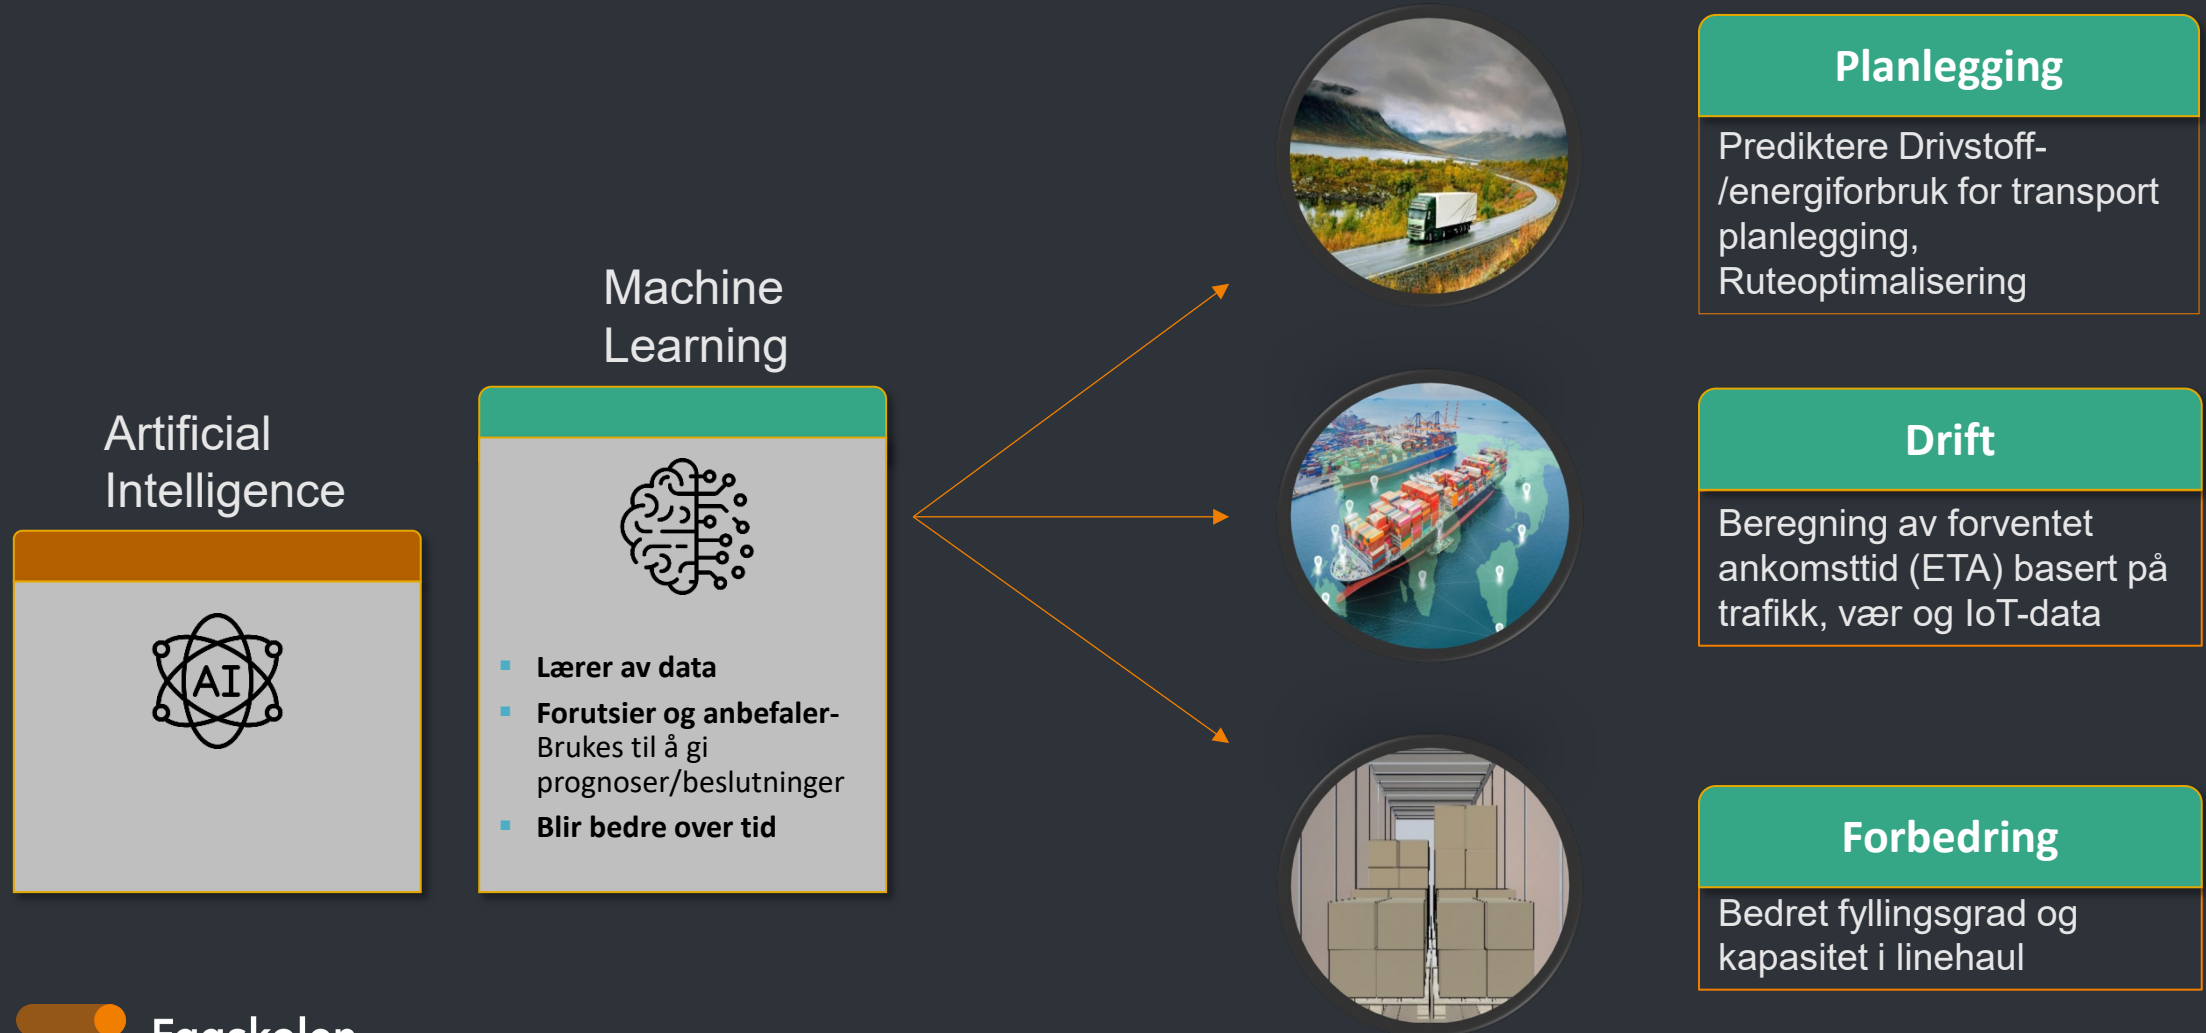 Artificial
Intelligence
AI
Machine
Learning
Lærer av data
Forutsier og anbefaler-
Brukes til å gi
prognoser/beslutninger
Blir bedre over tid
Planlegging
Prediktere Drivstoff-
/energiforbruk for transport
planlegging,
Ruteoptimalisering
Drift
Beregning av forventet
ankomsttid (ETA) basert på
trafikk, vær og IoT-data
Forbedring
Bedret fyllingsgrad og
kapasitet i linehaul
Fagskolen